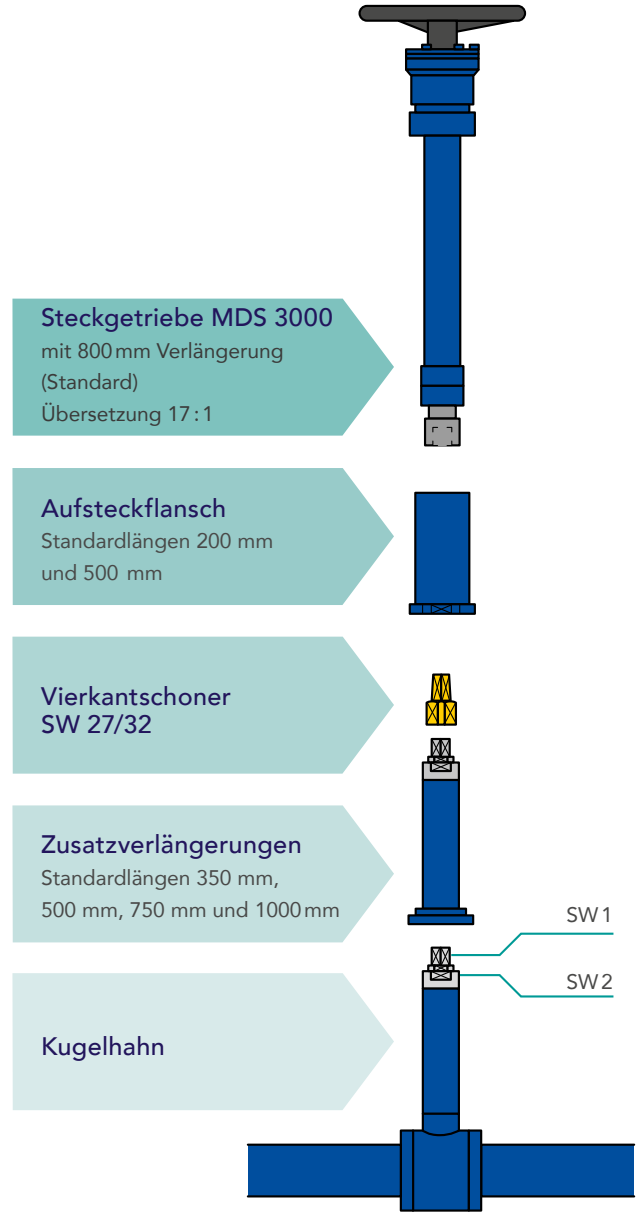 Steckgetriebe MDS 3000
mit 800 mm Verlängerung
(Standard)
Übersetzung 17 : 1
Aufsteckflansch
Standardlängen 200 mm
und 500 mm
Vierkantschoner
SW 27/32
Zusatzverlängerungen
Standardlängen 350 mm,
500 mm, 750 mm und 1000 mm
SW 1
SW 2
Kugelhahn